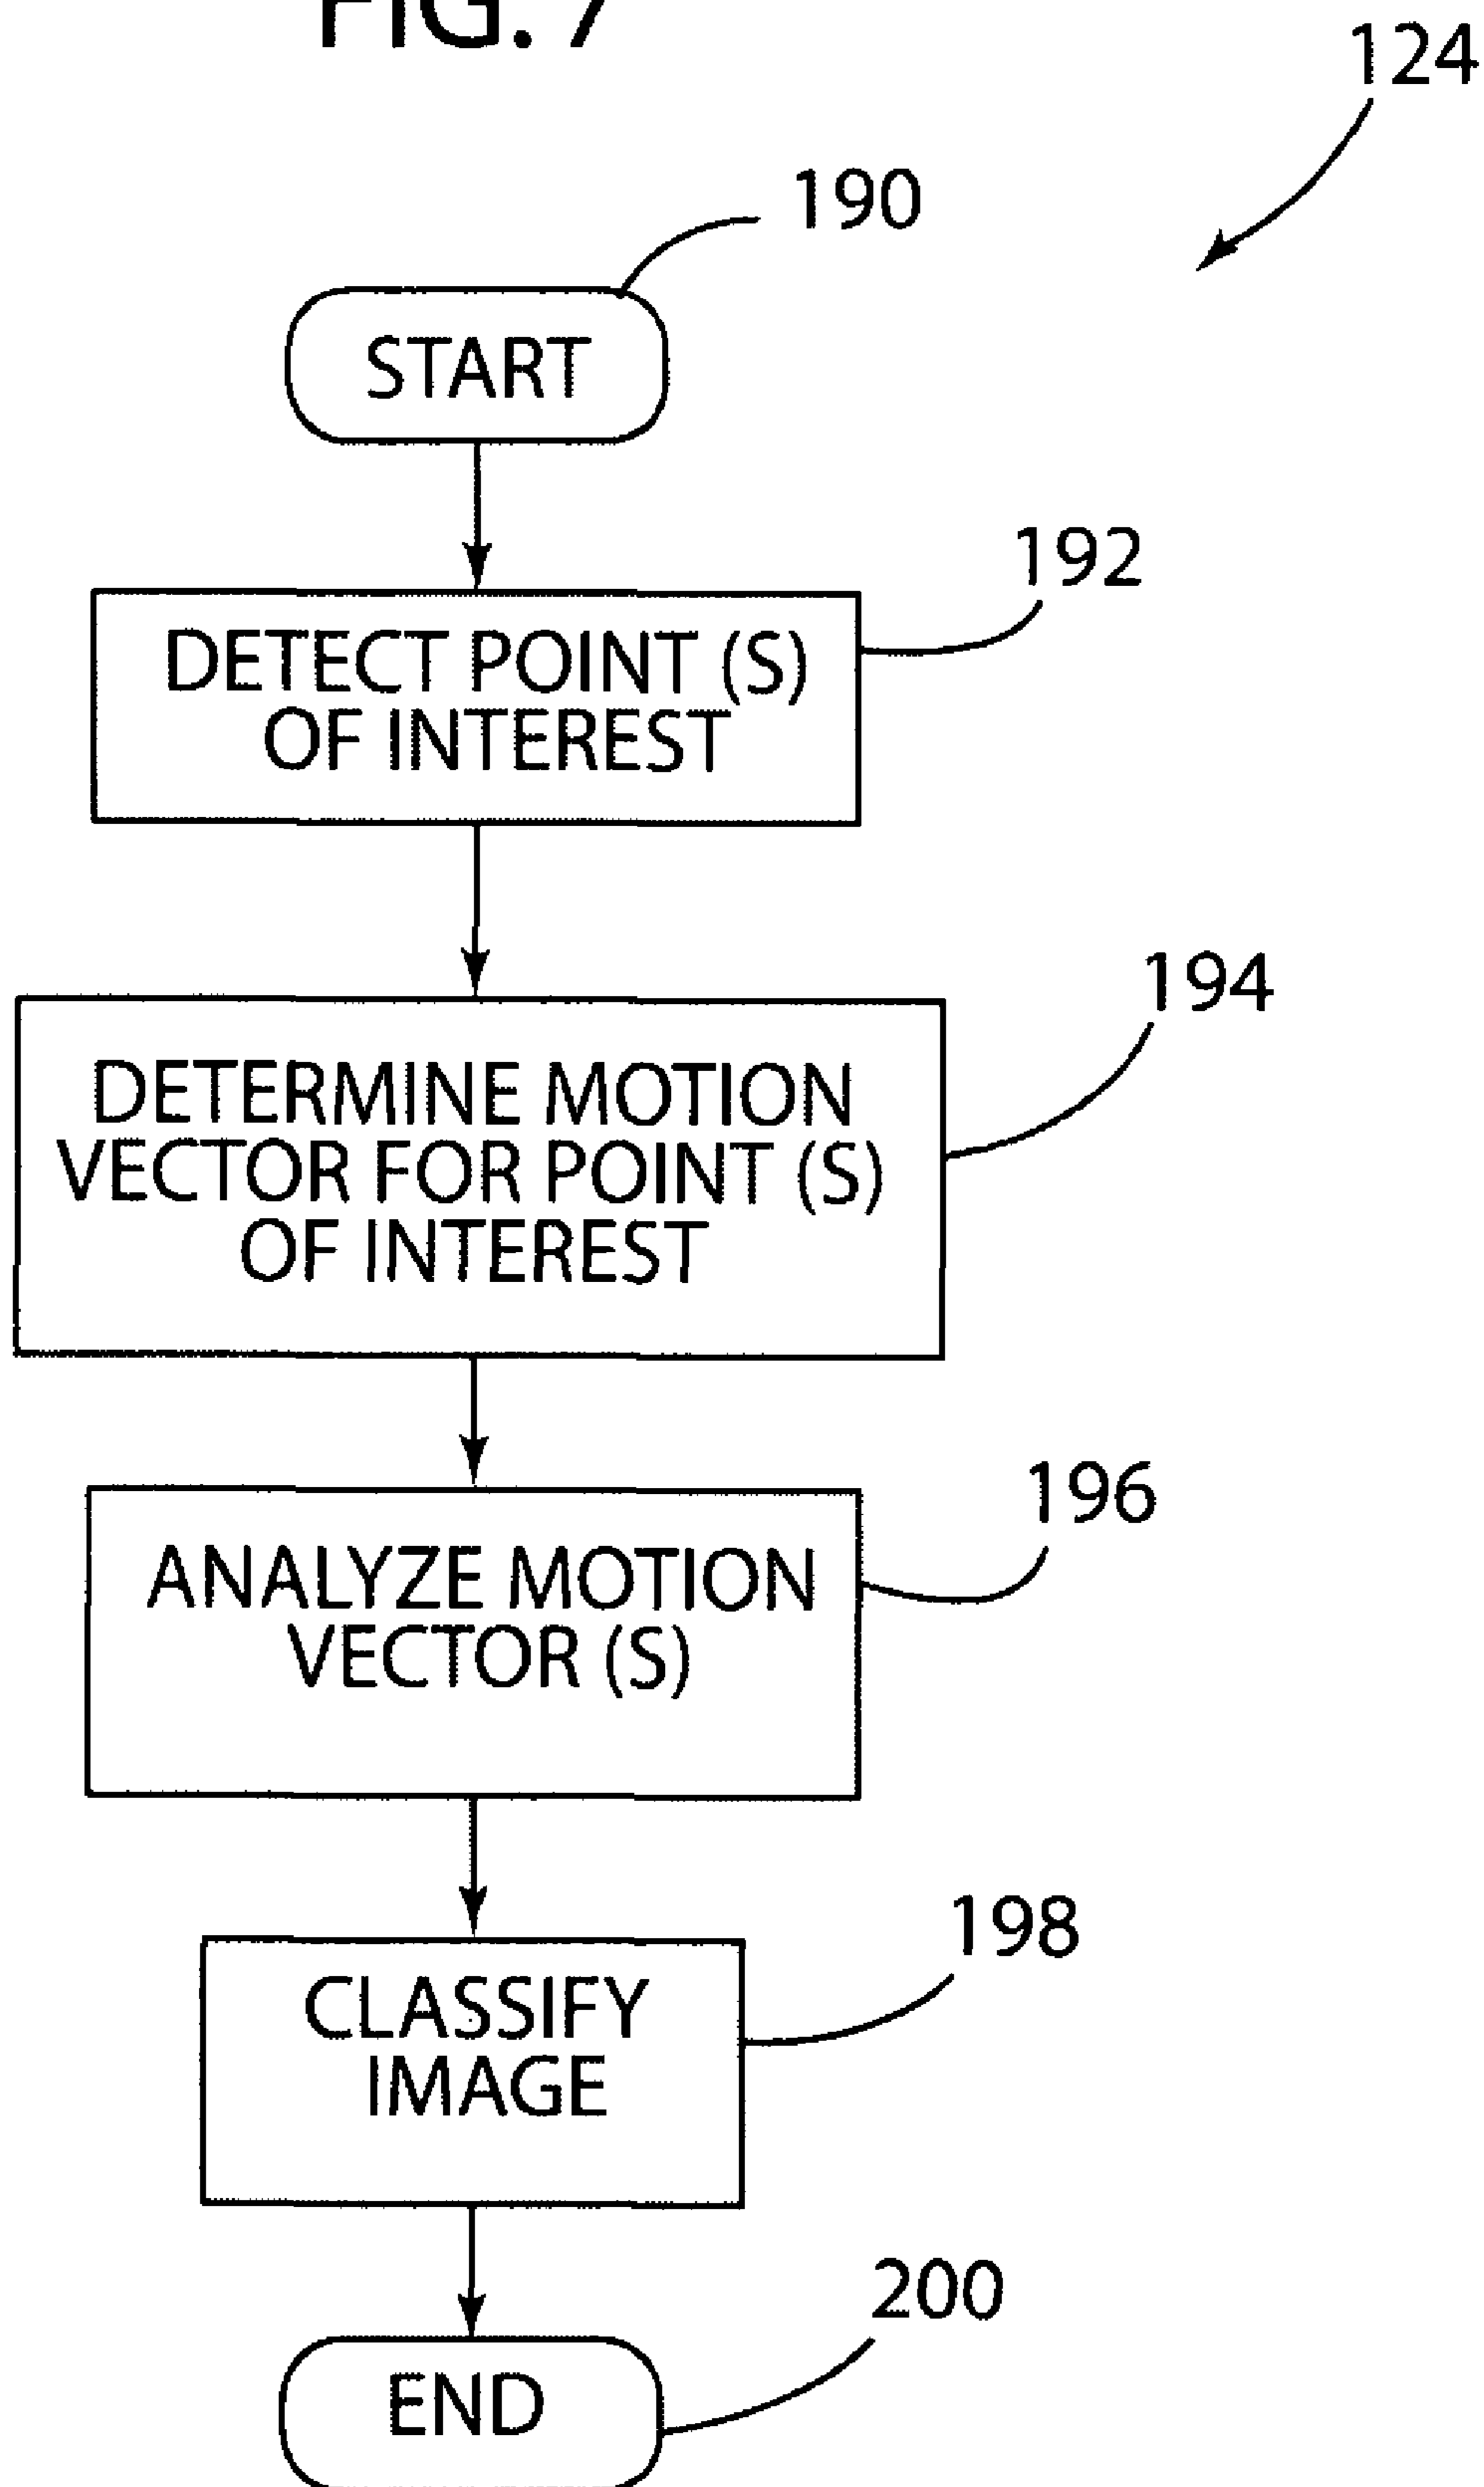 FIG. 7
124
190
START
192
DETECT POINT (S)
OF INTEREST
194
DETERMINE MOTION
VECTOR FOR POINT (S)
OF INTEREST
196
ANALYZE MOTION
VECTOR (S)
198
CLASSIFY
IMAGE
200
END